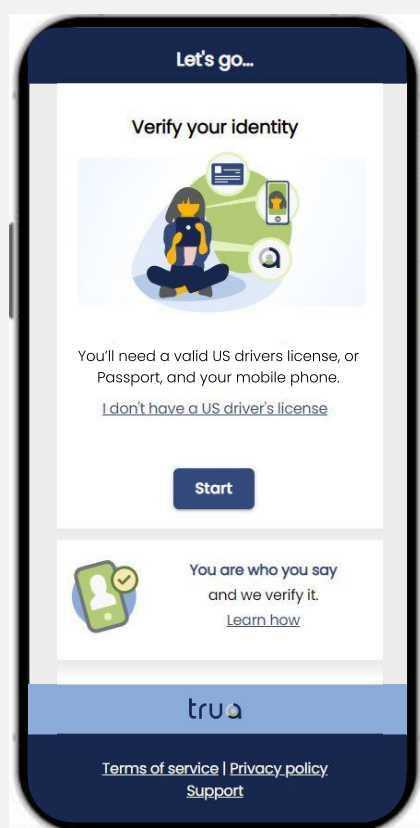 Let's go...
Verify your identity
You'll need a valid US drivers license, or
Passport, and your mobile phone.
I don't have a US driver's license
Start
You are who you say
and we verify it.
Learn how
trua
Terms of service | Privacy policy
Support